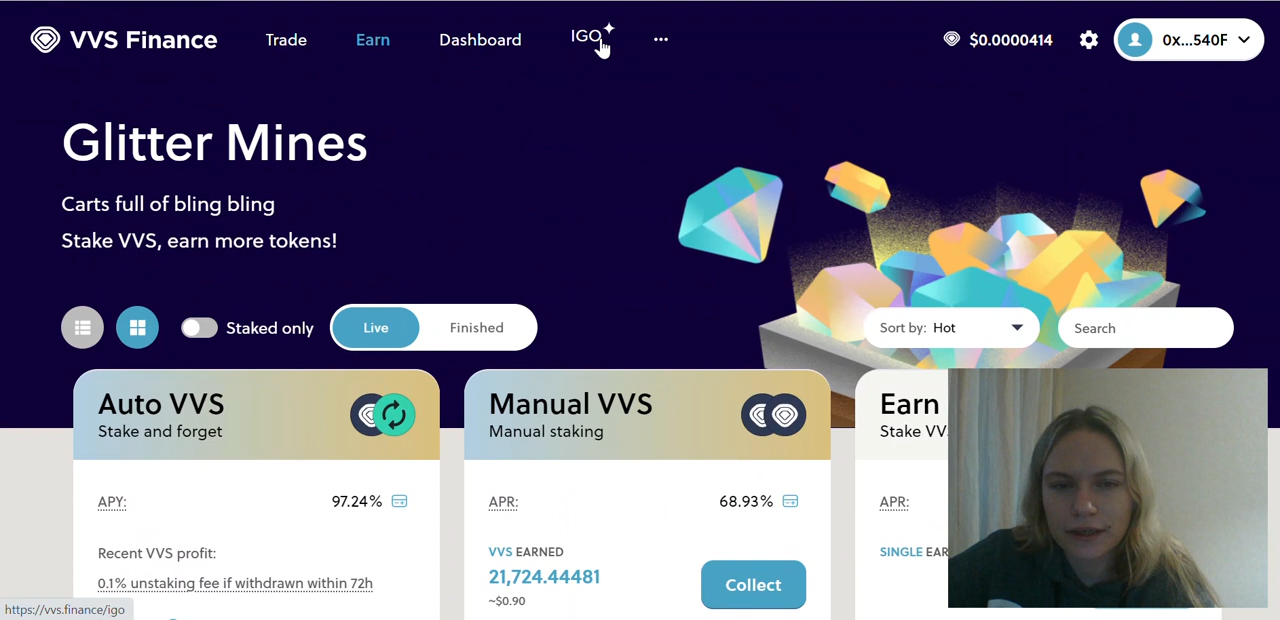 VVS Finance
Trade
Earn
Dashboard
IGO
$0.0000414
0x...540F
Glitter Mines
Carts full of bling bling
Stake VVS, earn more tokens!
Staked only
Live
Finished
Sort by: Hot
Search
Auto VVS
Stake and forget
APY:
97.24%
Recent VVS profit:
0.1% unstaking fee if withdrawn within 72h
Manual VVS
Manual staking
APR:
68.93%
VVS EARNED
21,724.44481
~$0.90
Collect
Earn
Stake
APR:
SINGLE
https://vvs.finance/igo